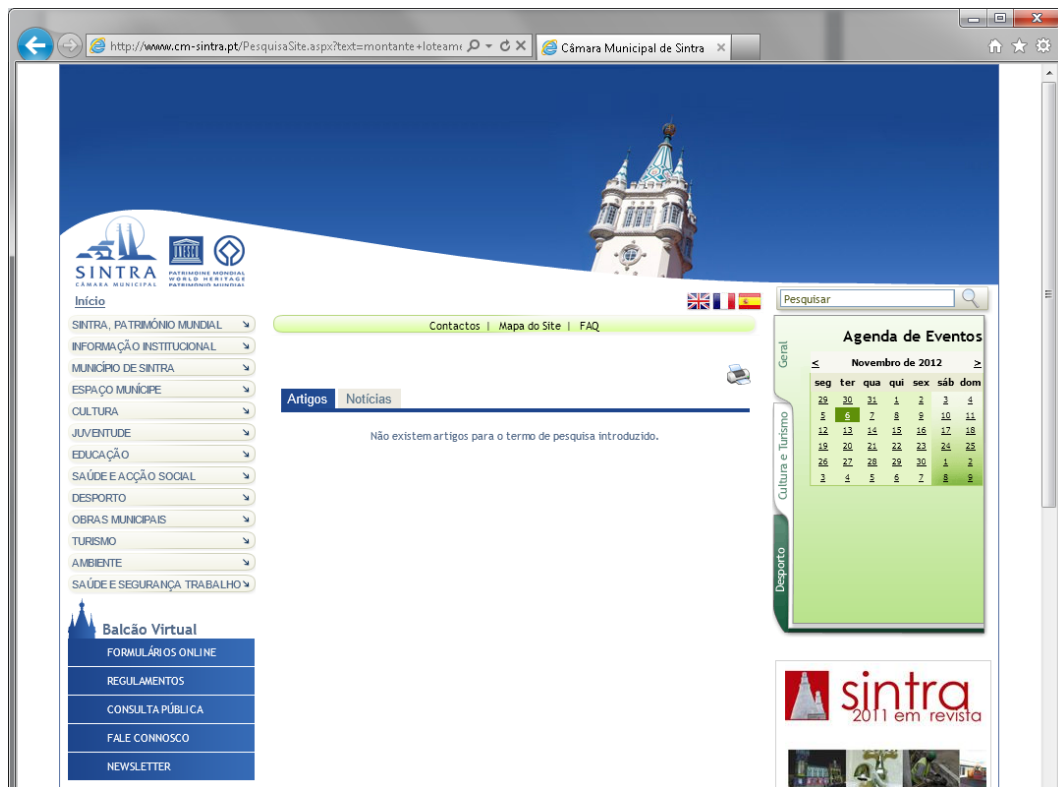 http://www.cm-sintra.pt/PesquisaSite.aspx?text=montante+loteame
Câmara Municipal de Sintra
SINTRA
CÂMARA MUNICIPAL
PATRIMOINE MONDIAL
WORLD HERITAGE
PATRIMONIO MUNDIAL
Início
Pesquisar
SINTRA, PATRIMÓNIO MUNDIAL
INFORMAÇÃO INSTITUCIONAL
MUNICÍPIO DE SINTRA
ESPAÇO MUNÍCIPE
CULTURA
JUVENTUDE
EDUCAÇÃO
SAÚDE E ACÇÃO SOCIAL
DESPORTO
OBRAS MUNICIPAIS
TURISMO
AMBIENTE
SAÚDE E SEGURANÇA TRABALHO
Balcão Virtual
FORMULÁRIOS ONLINE
REGULAMENTOS
CONSULTA PÚBLICA
FALE CONNOSCO
NEWSLETTER
Contactos | Mapa do Site | FAQ
Artigos Notícias
Não existem artigos para o termo de pesquisa introduzido.
Geral
Cultura e Turismo
Desporto
Agenda de Eventos
< Novembro de 2012 >
seg ter qua qui sex sáb dom
29 30 31 1 2 3 4
5 6 7 8 9 10 11
12 13 14 15 16 17 18
19 20 21 22 23 24 25
26 27 28 29 30 1 2
3 4 5 6 7 8 9
sintra
2011 em revista